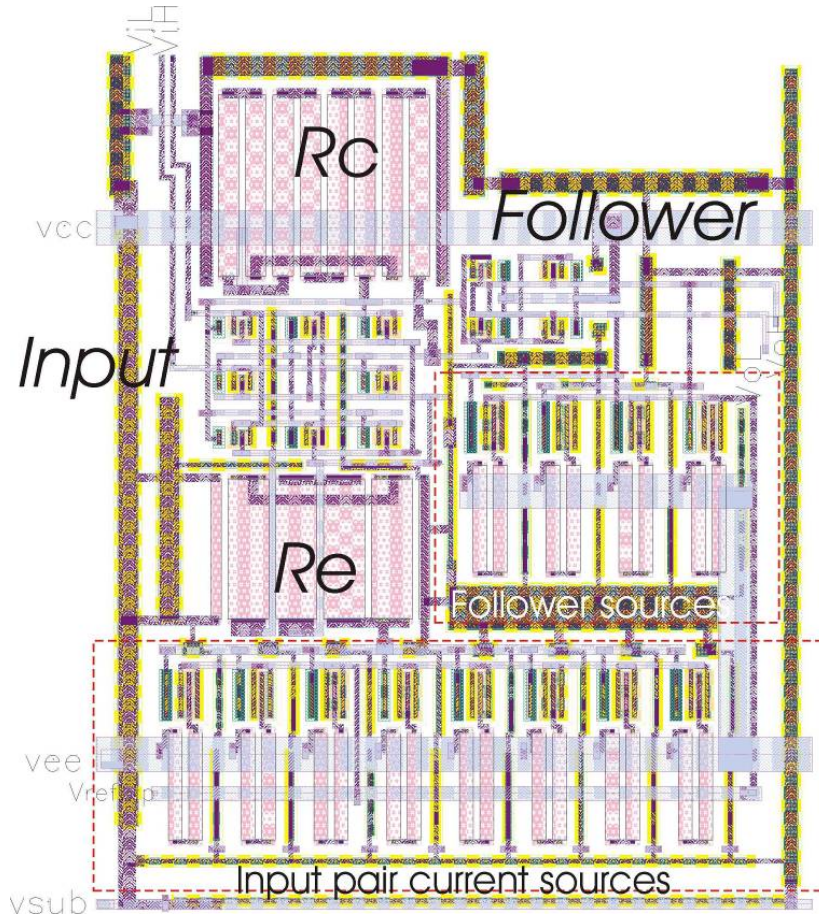 ViL
ViH
Rc
vcc
Follower
Input
Re
Follower sources
vee
Input pair current sources
vsub